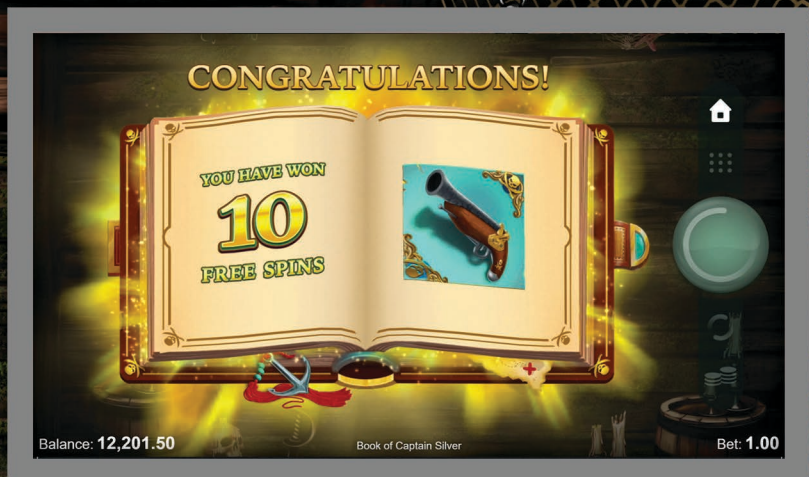 CONGRATULATIONS!
YOU HAVE WON
10
FREE SPINS
Balance: 12,201.50
Book of Captain Silver
Bet: 1.00